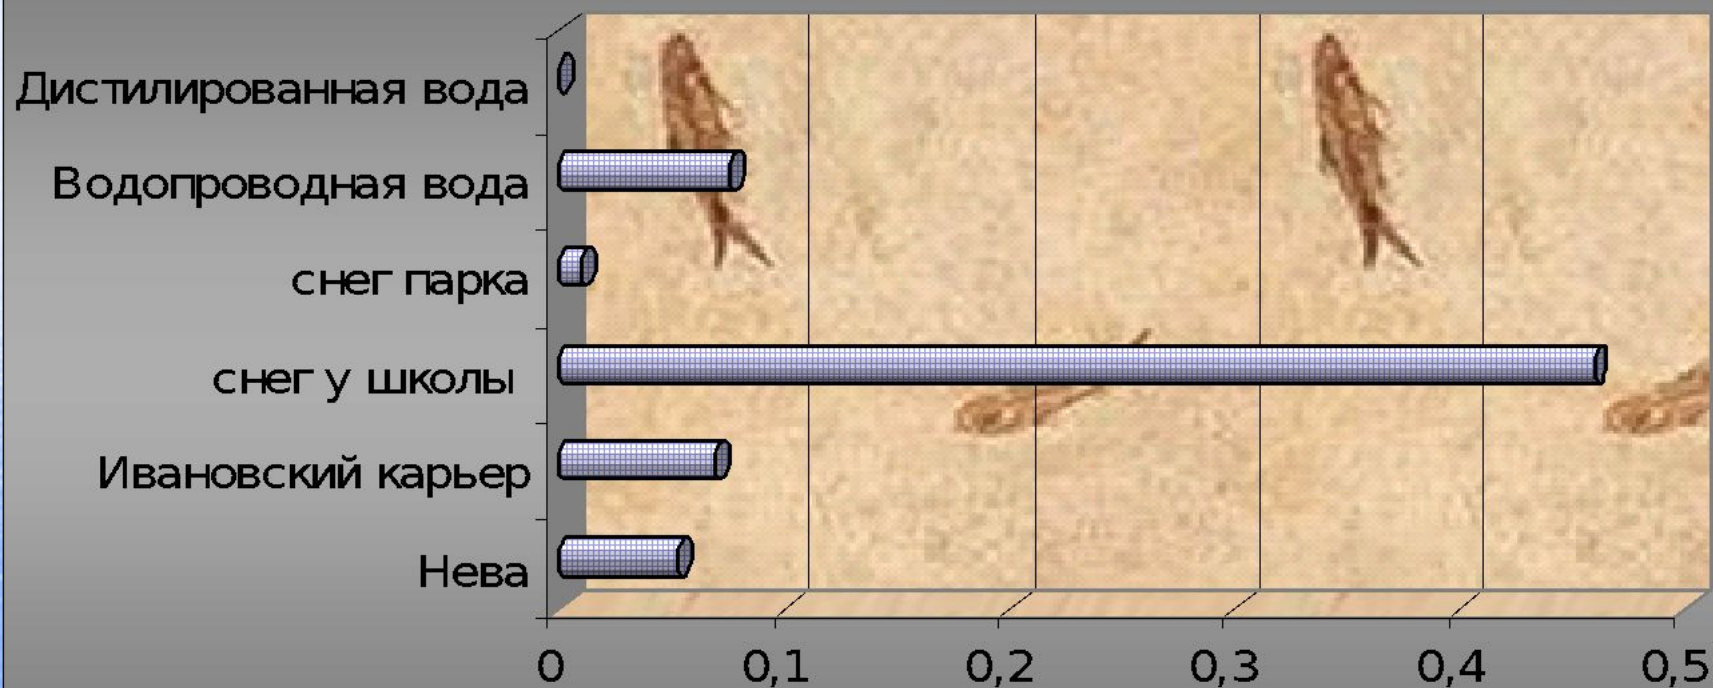 Дистилированная вода
Водопроводная вода
снег парка
снег у школы
Ивановский карьер
Нева
0 0,1 0,2 0,3 0,4 0,5